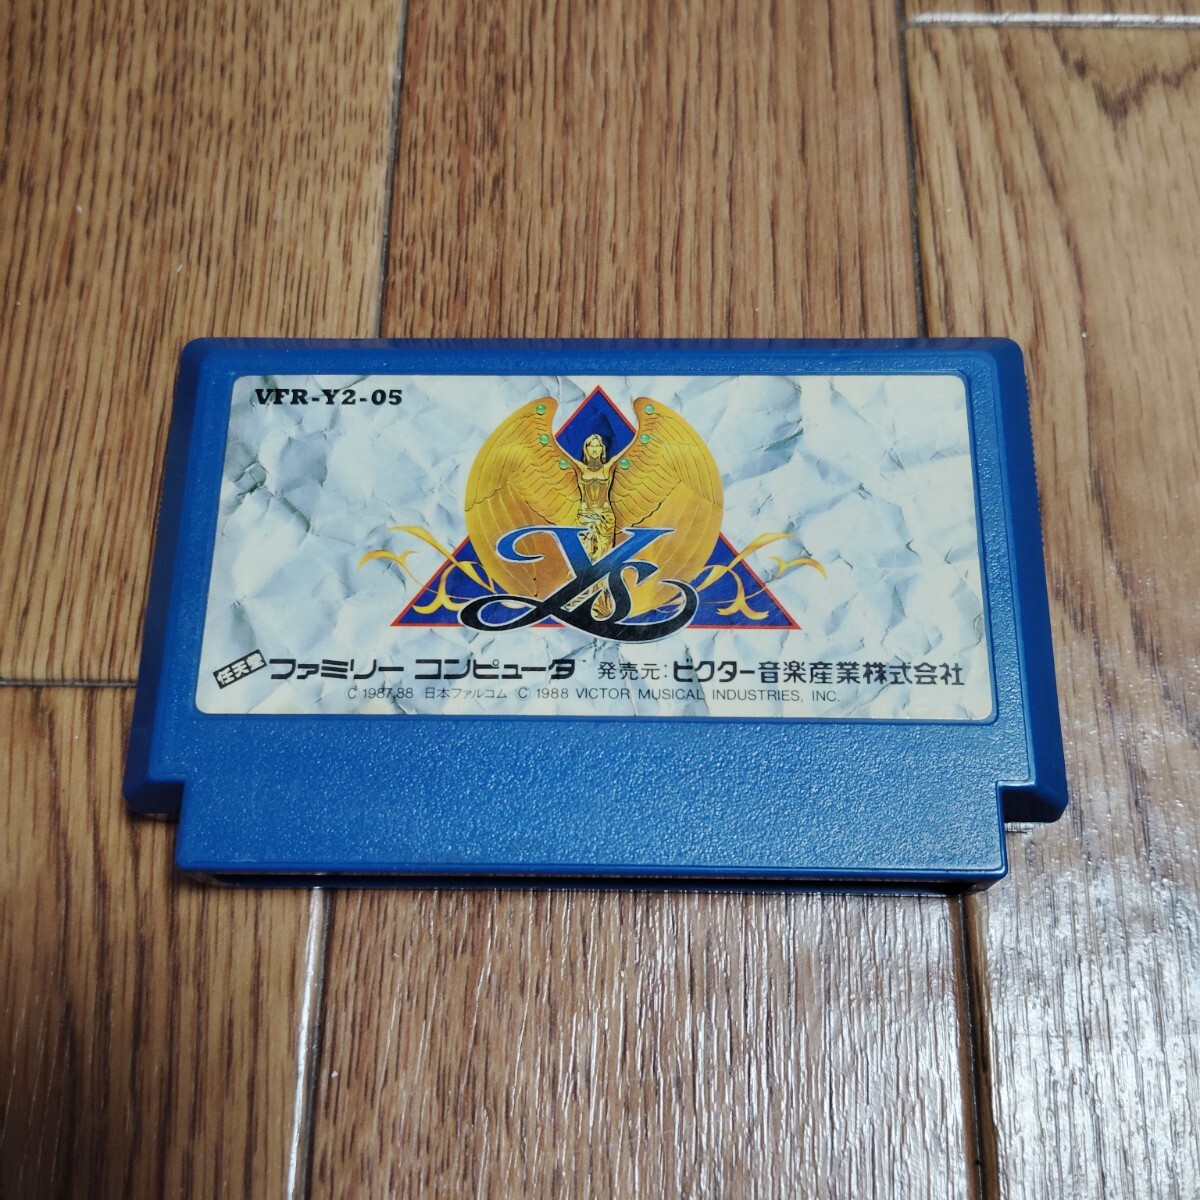 VFR-Y2-05
YS
任天堂 ファミリー コンピュータ 発売元:ビクター音楽産業株式会社
C 1987,88 日本ファルコム C 1988 VICTOR MUSICAL INDUSTRIES, INC.